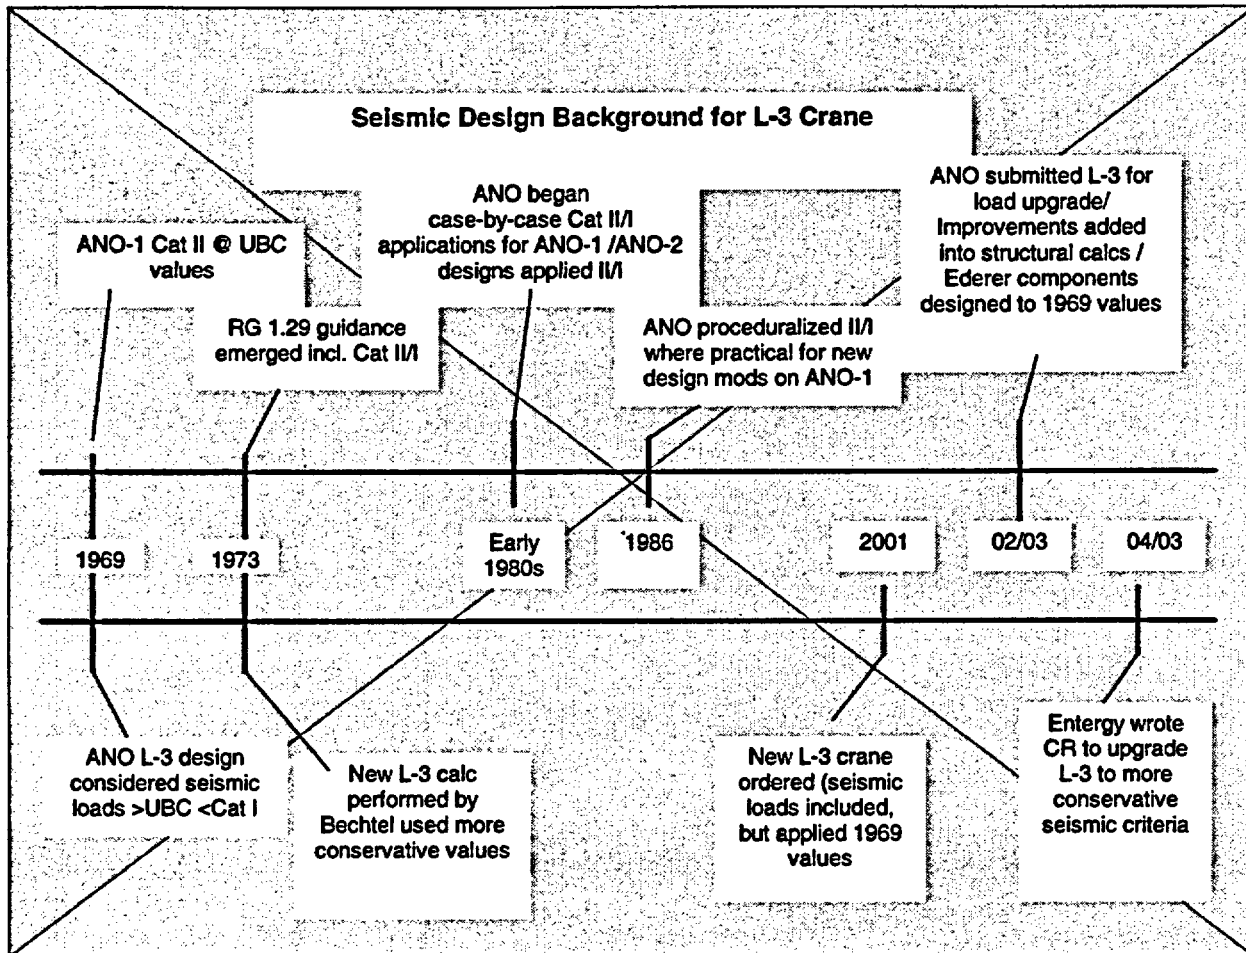 Seismic Design Background for L-3 Crane
ANO-1 Cat II @ UBC
values
RG 1.29 guidance
emerged incl. Cat II/I
ANO began
case-by-case Cat II/I
applications for ANO-1 /ANO-2
designs applied II/I
ANO proceduralized II/I
where practical for new
design mods on ANO-1
ANO submitted L-3 for
load upgrade/
Improvements added
into structural calcs /
Ederer components
designed to 1969 values
1969
1973
Early
1980s
1986
2001
02/03
04/03
ANO L-3 design
considered seismic
loads >UBC <Cat I
New L-3 calc
performed by
Bechtel used more
conservative values
New L-3 crane
ordered (seismic
loads included,
but applied 1969
values
Entergy wrote
CR to upgrade
L-3 to more
conservative
seismic criteria